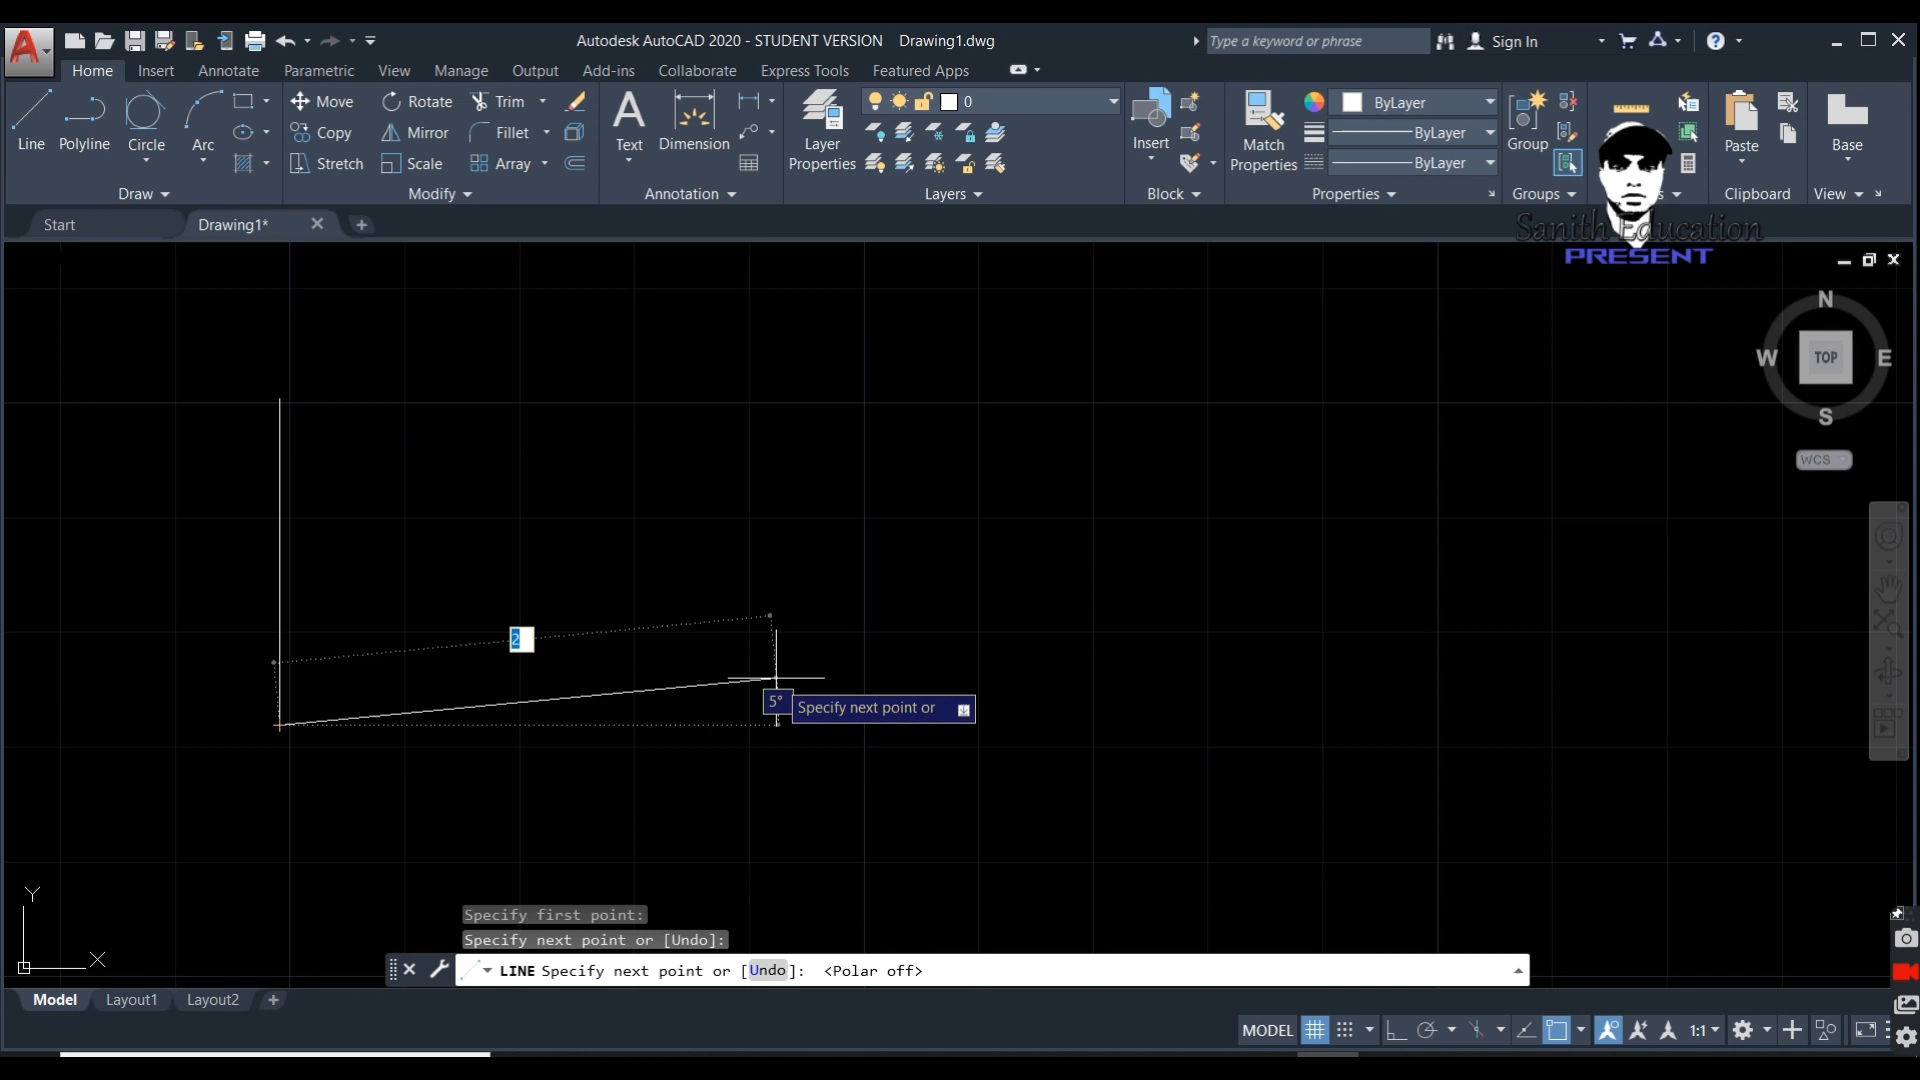 Autodesk AutoCAD 2020 - STUDENT VERSION Drawing1.dwg
Type a keyword or phrase
Sign In
Home Insert Annotate Parametric View Manage Output Add-ins Collaborate Express Tools Featured Apps
Line
Polyline
Circle
Arc
Draw
Move
Rotate
Trim
Copy
Mirror
Fillet
Stretch
Scale
Array
Modify
Text
Dimension
Annotation
Layer
Properties
0
Layers
Insert
Block
Match
Properties
ByLayer
ByLayer
ByLayer
Properties
Group
Groups
Paste
Clipboard
Base
View
Sanith Education
PRESENT
Start
Drawing1*
N
W
TOP
E
S
WCS
2
5°
Specify next point or
Y
X
Specify first point:
Specify next point or [Undo]:
LINE Specify next point or [Undo]: <Polar off>
Model
Layout1
Layout2
MODEL
1:1